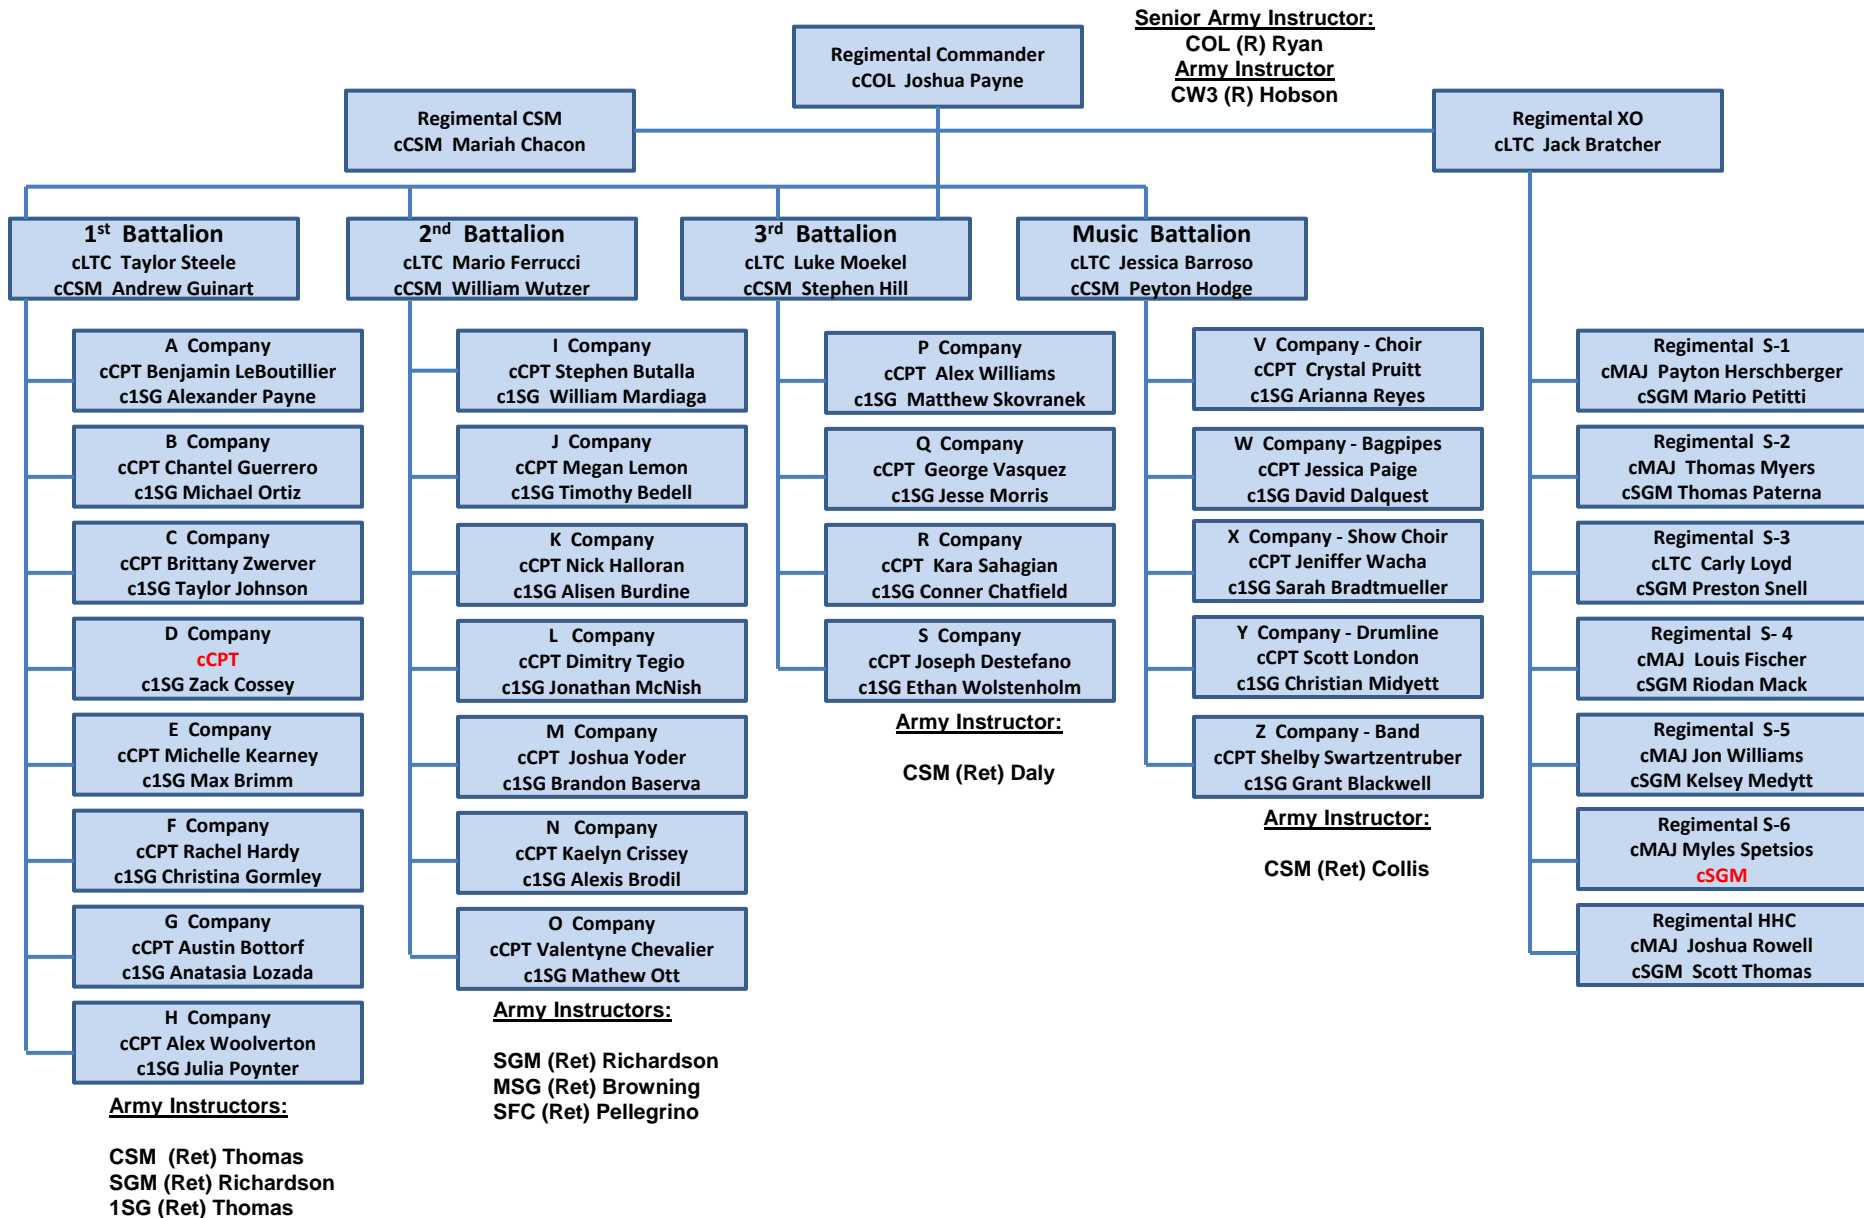 Senior Army Instructor:
COL (R) Ryan
Army Instructor
CW3 (R) Hobson
Regimental Commander
cCOL Joshua Payne
Regimental CSM
cCSM Mariah Chacon
Regimental XO
cLTC Jack Bratcher
1st Battalion
cLTC Taylor Steele
cCSM Andrew Guinart
2nd Battalion
cLTC Mario Ferrucci
cCSM William Wutzer
3rd Battalion
cLTC Luke Moekel
cCSM Stephen Hill
Music Battalion
cLTC Jessica Barroso
cCSM Peyton Hodge
A Company
cCPT Benjamin LeBoutillier
c1SG Alexander Payne
B Company
cCPT Chantel Guerrero
c1SG Michael Ortiz
C Company
cCPT Brittany Zwerver
c1SG Taylor Johnson
D Company
cCPT
c1SG Zack Cossey
E Company
cCPT Michelle Kearney
c1SG Max Brimm
F Company
cCPT Rachel Hardy
c1SG Christina Gormley
G Company
cCPT Austin Bottorf
c1SG Anatasia Lozada
H Company
cCPT Alex Woolverton
c1SG Julia Poynter
Army Instructors:
CSM (Ret) Thomas
SGM (Ret) Richardson
1SG (Ret) Thomas
I Company
cCPT Stephen Butalla
c1SG William Mardiaga
J Company
cCPT Megan Lemon
c1SG Timothy Bedell
K Company
cCPT Nick Halloran
c1SG Alisen Burdine
L Company
cCPT Dimitry Tegio
c1SG Jonathan McNish
M Company
cCPT Joshua Yoder
c1SG Brandon Baserva
N Company
cCPT Kaelyn Crissey
c1SG Alexis Brodil
O Company
cCPT Valentyne Chevalier
c1SG Mathew Ott
Army Instructors:
SGM (Ret) Richardson
MSG (Ret) Browning
SFC (Ret) Pellegrino
P Company
cCPT Alex Williams
c1SG Matthew Skovranek
Q Company
cCPT George Vasquez
c1SG Jesse Morris
R Company
cCPT Kara Sahagian
c1SG Conner Chatfield
S Company
cCPT Joseph Destefano
c1SG Ethan Wolstenholm
Army Instructor:
CSM (Ret) Daly
V Company - Choir
cCPT Crystal Pruitt
c1SG Arianna Reyes
W Company - Bagpipes
cCPT Jessica Paige
c1SG David Dalquest
X Company - Show Choir
cCPT Jeniffer Wacha
c1SG Sarah Bradtmueller
Y Company - Drumline
cCPT Scott London
c1SG Christian Midyett
Z Company - Band
cCPT Shelby Swartzentruber
c1SG Grant Blackwell
Army Instructor:
CSM (Ret) Collis
Regimental S-1
cMAJ Payton Herschberger
cSGM Mario Petitti
Regimental S-2
cMAJ Thomas Myers
cSGM Thomas Paterna
Regimental S-3
cLTC Carly Loyd
cSGM Preston Snell
Regimental S- 4
cMAJ Louis Fischer
cSGM Riodan Mack
Regimental S-5
cMAJ Jon Williams
cSGM Kelsey Medytt
Regimental S-6
cMAJ Myles Spetsios
cSGM
Regimental HHC
cMAJ Joshua Rowell
cSGM Scott Thomas